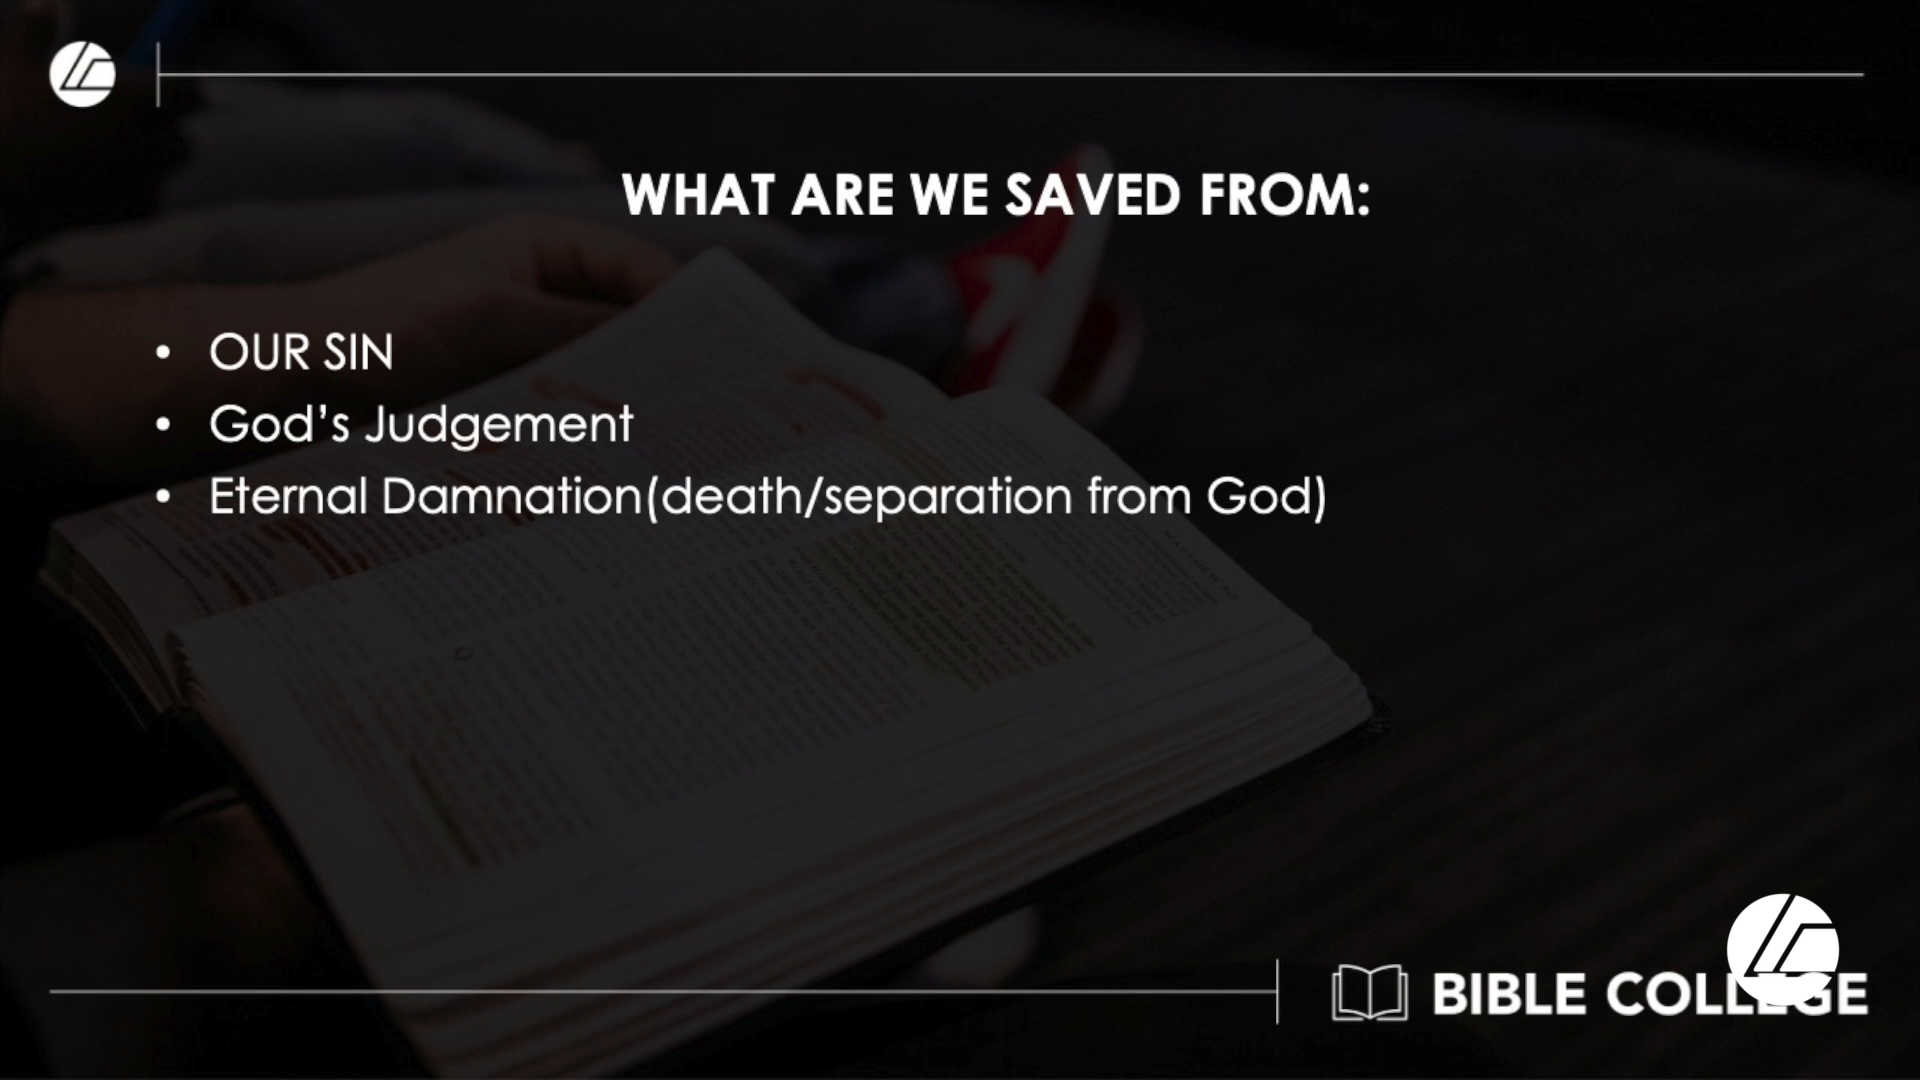 WHAT ARE WE SAVED FROM:
• OUR SIN
• God’s Judgement
• Eternal Damnation(death/separation from God)
BIBLE COLLEGE